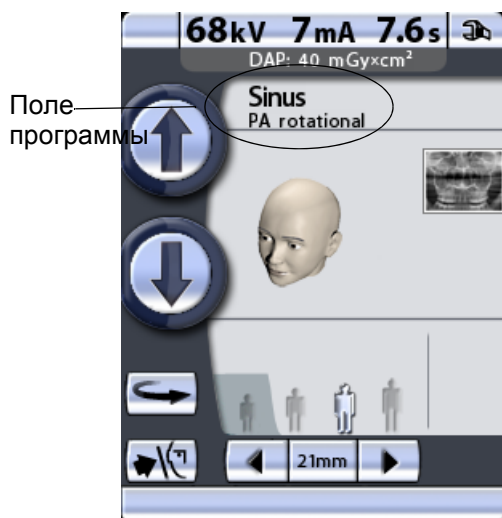 68kV 7mA 7.6s
DAP: 40 mGy×cm²
Поле
программы
Sinus
PA rotational
21mm